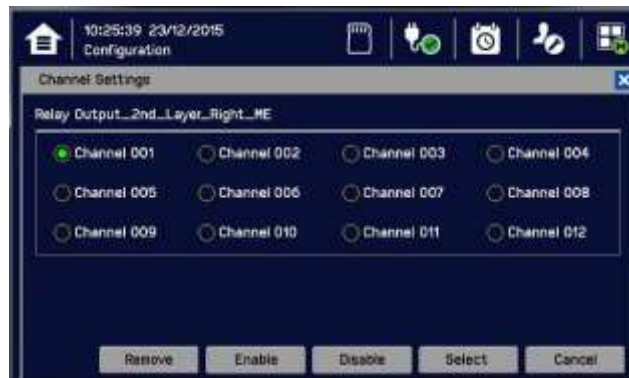 10:25:39 23/12/2015
Configuration
Channel Settings
Relay Output_2nd_Layer_Right_ME
Channel 001 Channel 002 Channel 003 Channel 004
Channel 005 Channel 006 Channel 007 Channel 008
Channel 009 Channel 010 Channel 011 Channel 012
Remove Enable Disable Select Cancel